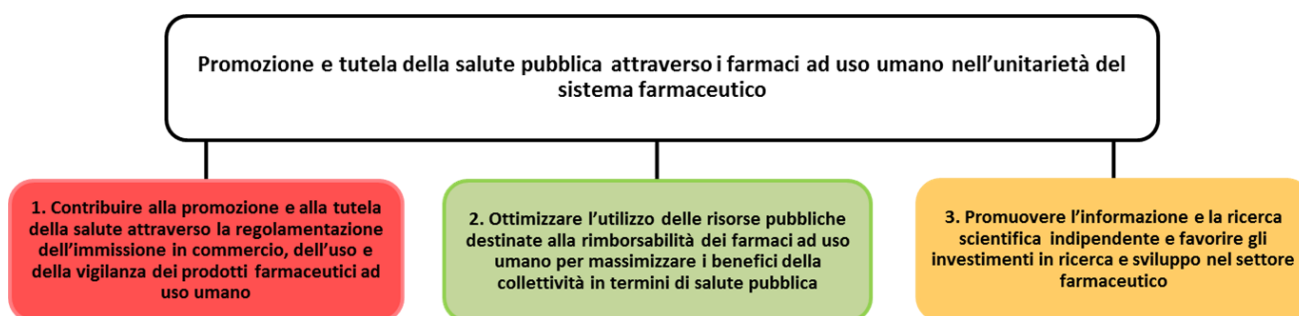 Promozione e tutela della salute pubblica attraverso i farmaci ad uso umano nell’unitarietà del
sistema farmaceutico
1. Contribuire alla promozione e alla tutela
della salute attraverso la regolamentazione
dell’immissione in commercio, dell’uso e
della vigilanza dei prodotti farmaceutici ad
uso umano
2. Ottimizzare l’utilizzo delle risorse pubbliche
destinate alla rimborsabilità dei farmaci ad uso
umano per massimizzare i benefici della
collettività in termini di salute pubblica
3. Promuovere l’informazione e la ricerca
scientifica indipendente e favorire gli
investimenti in ricerca e sviluppo nel settore
farmaceutico